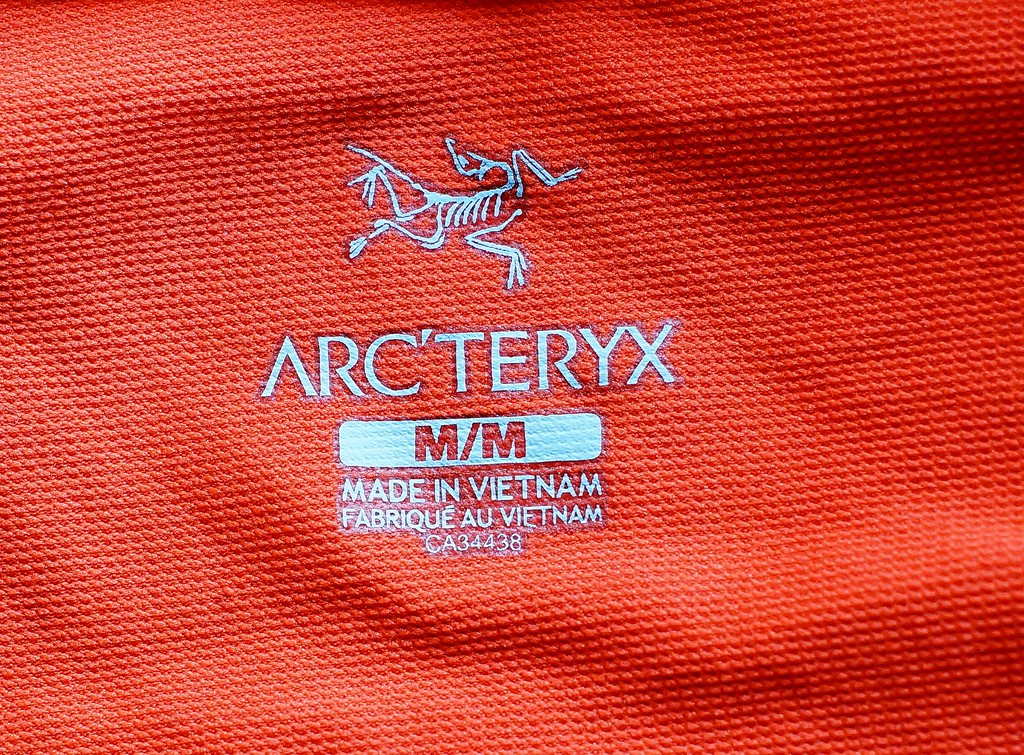 ARC'TERYX
M/M
MADE IN VIETNAM
FABRIQUÉ AU VIETNAM
CA34438